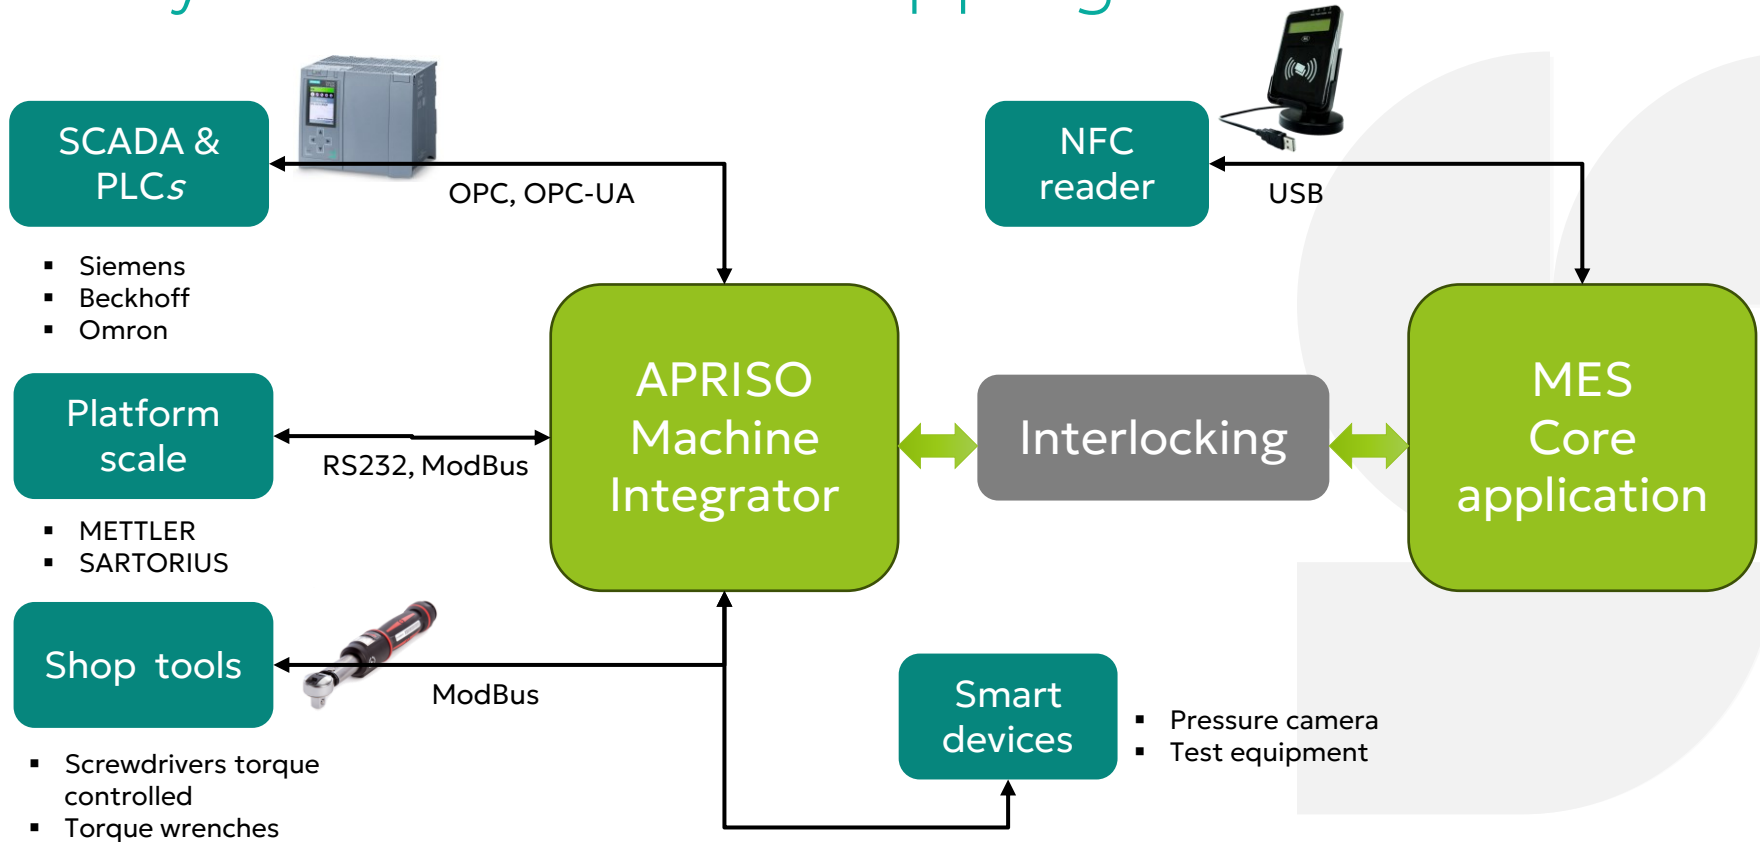 SCADA &
PLCs
OPC, OPC-UA
NFC
reader
USB
▪ Siemens
▪ Beckhoff
▪ Omron
APRISO
Machine
Integrator
Interlocking
MES
Core
application
Platform
scale
RS232, ModBus
▪ METTLER
▪ SARTORIUS
Shop tools
ModBus
▪ Screwdrivers torque
controlled
▪ Torque wrenches
Smart
devices
▪ Pressure camera
▪ Test equipment